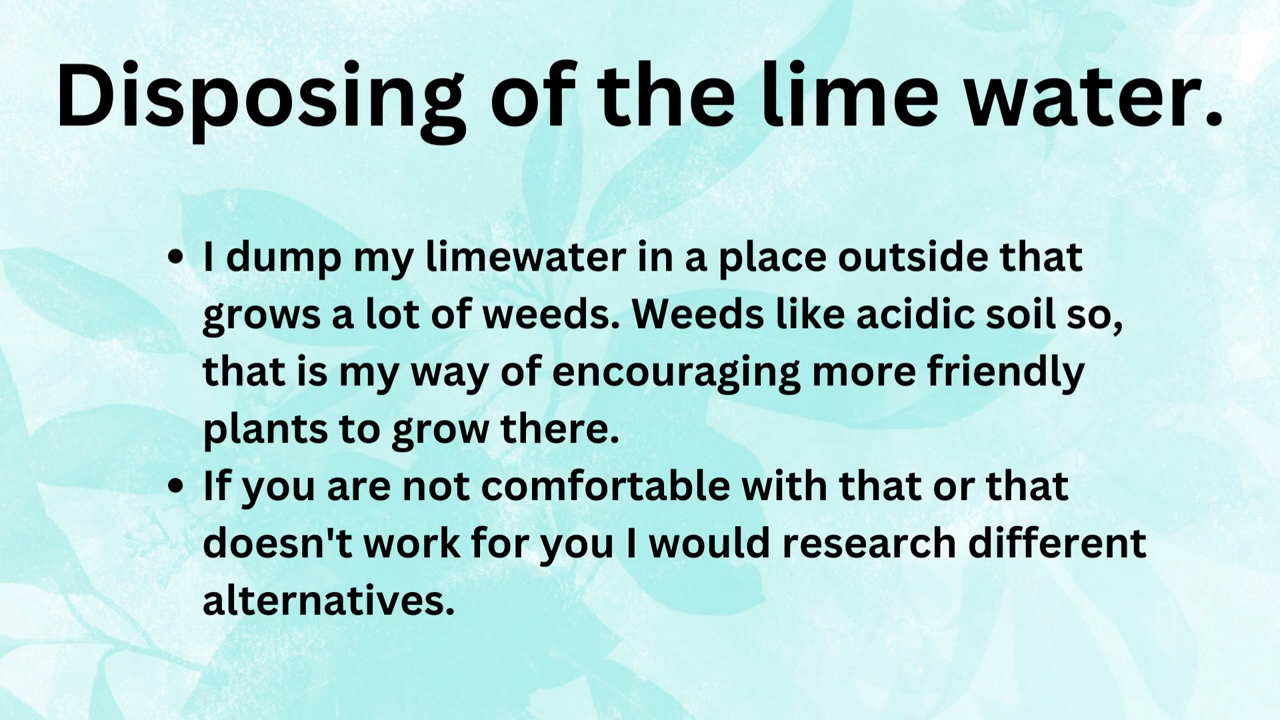 Disposing of the lime water.
• I dump my limewater in a place outside that
grows a lot of weeds. Weeds like acidic soil so,
that is my way of encouraging more friendly
plants to grow there.
• If you are not comfortable with that or that
doesn't work for you I would research different
alternatives.